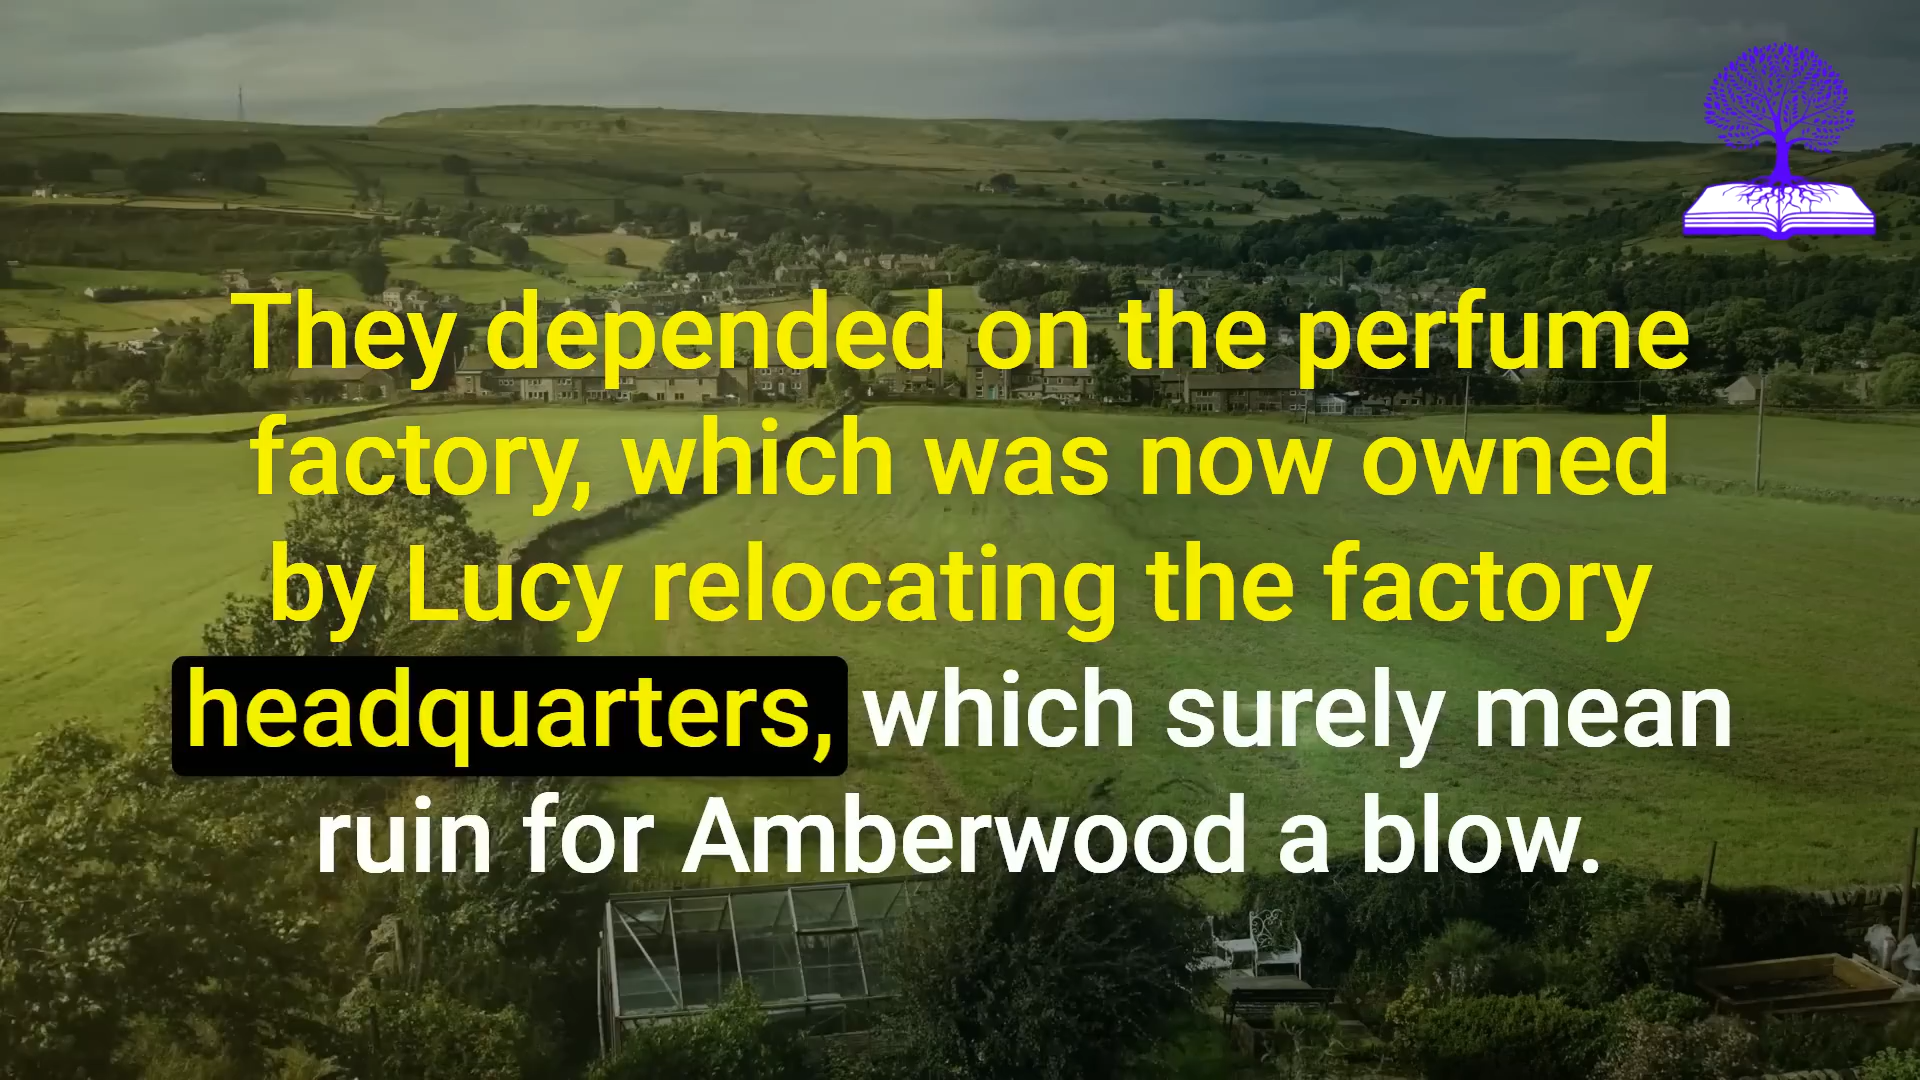 They depended on the perfume
factory, which was now owned
by Lucy relocating the factory
headquarters, which surely mean
ruin for Amberwood a blow.